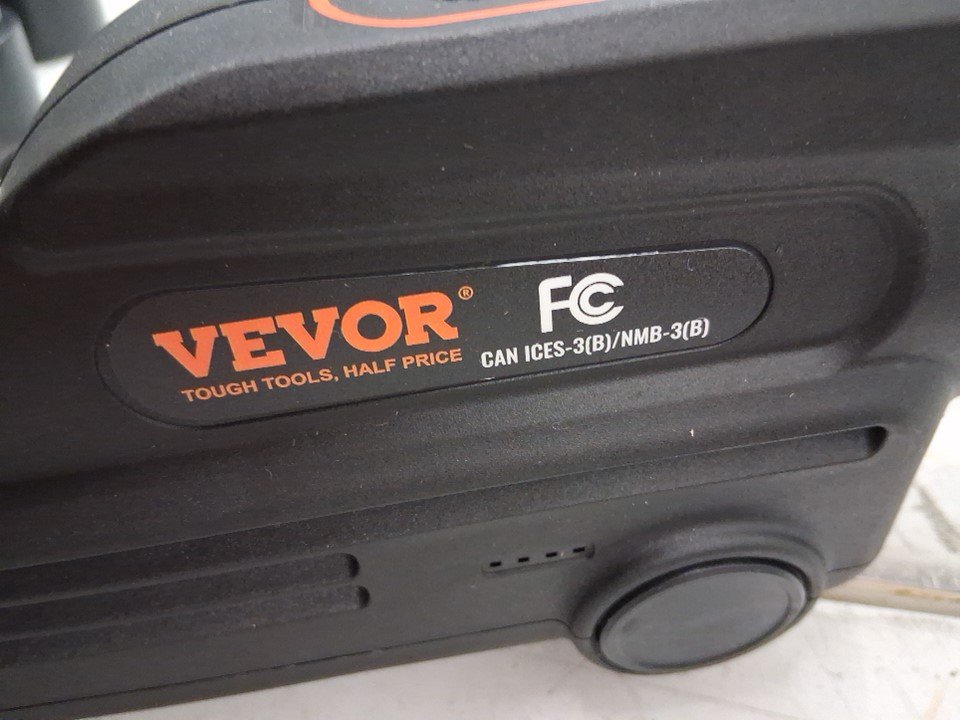 VEVOR®
TOUGH TOOLS, HALF PRICE
FC
CAN ICES-3(B)/NMB-3(B)